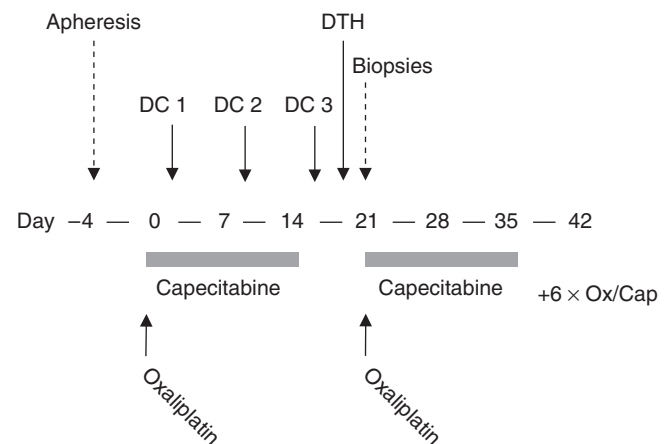 Apheresis
DTH
Biopsies
DC 1 DC 2 DC 3
Day –4 — 0 — 7 — 14 — 21 — 28 — 35 — 42
Capecitabine Capecitabine +6 × Ox/Cap
Oxaliplatin Oxaliplatin